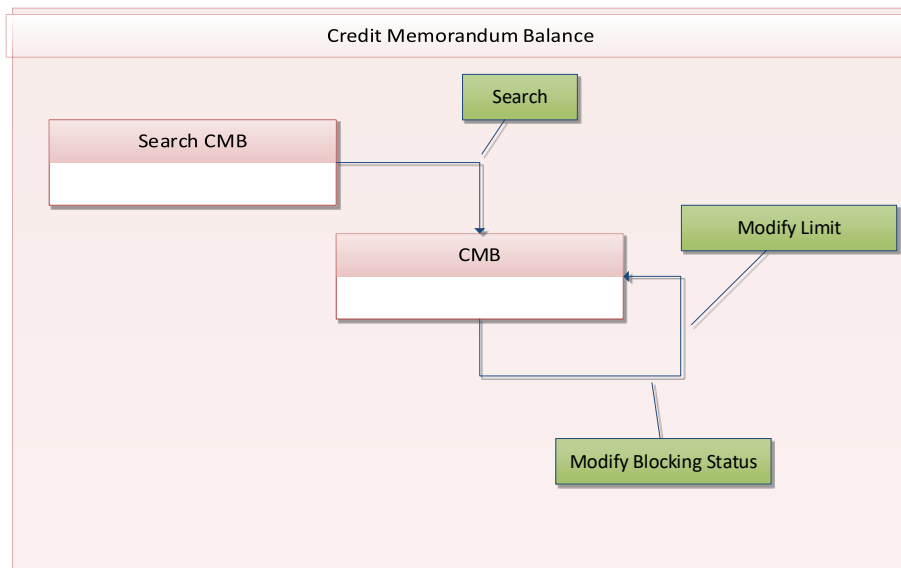 Credit Memorandum Balance
Search
Search CMB
Modify Limit
CMB
Modify Blocking Status